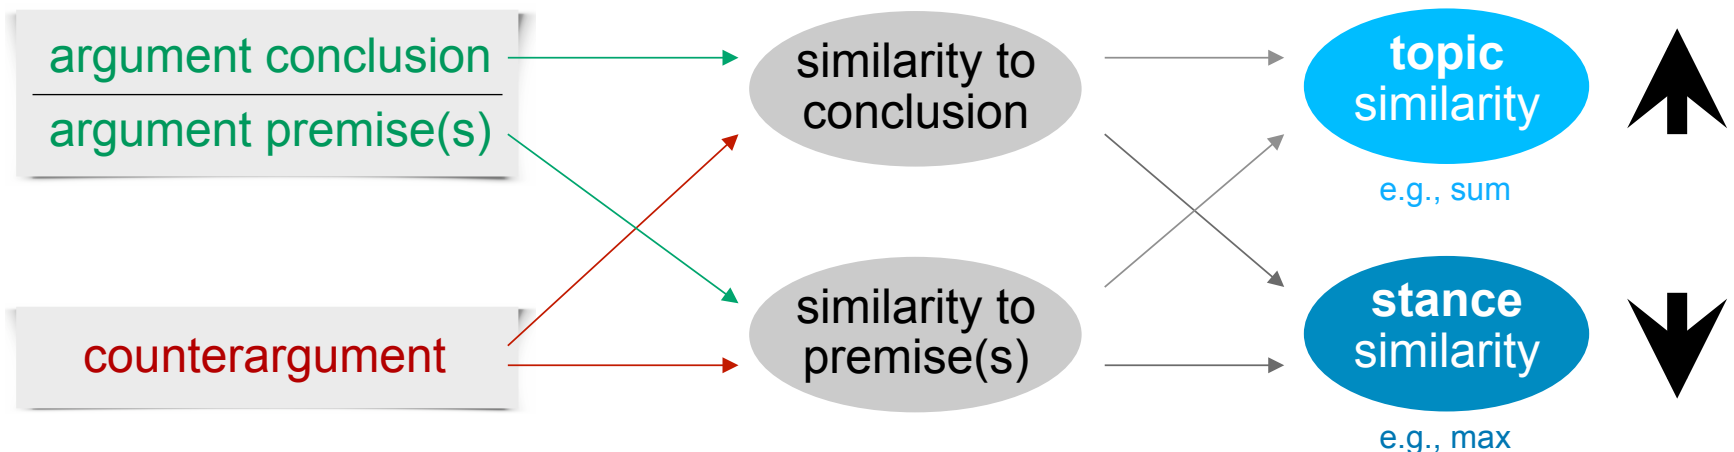 argument conclusion
argument premise(s)
counterargument
similarity to
conclusion
similarity to
premise(s)
topic
similarity
e.g., sum
stance
similarity
e.g., max